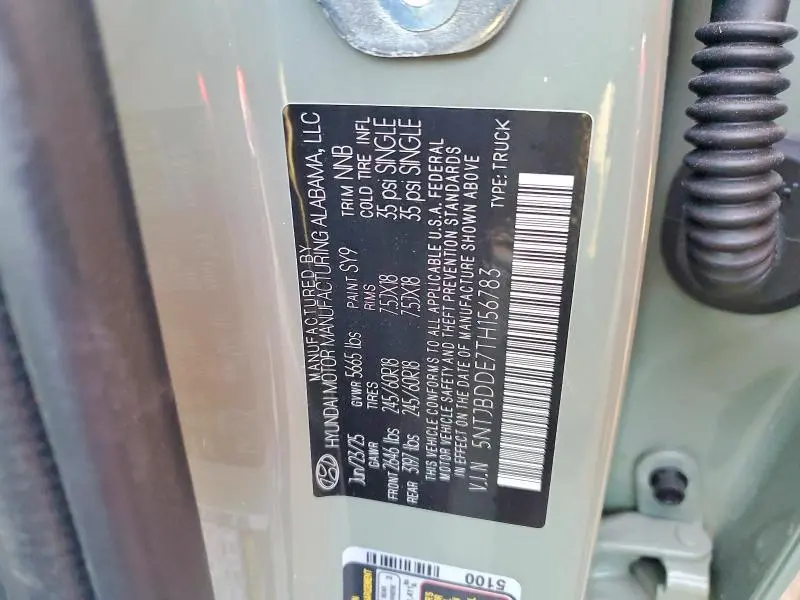 MANUFACTURED BY
HYUNDAI MOTOR MANUFACTURING ALABAMA, LLC
Jun/23/25 GVWR 5665 lbs PAINT SY9 TRIM NNB
GAWR TIRES RIMS COLD TIRE INFL
FRONT 2646 lbs 245/60R18 7.5JX18 35 psi SINGLE
REAR 3197 lbs 245/60R18 7.5JX18 35 psi SINGLE
THIS VEHICLE CONFORMS TO ALL APPLICABLE U.S.A. FEDERAL
MOTOR VEHICLE SAFETY AND THEFT PREVENTION STANDARDS
IN EFFECT ON THE DATE OF MANUFACTURE SHOWN ABOVE
V.I.N 5NTJBDDE7TH156783 TYPE: TRUCK
5100